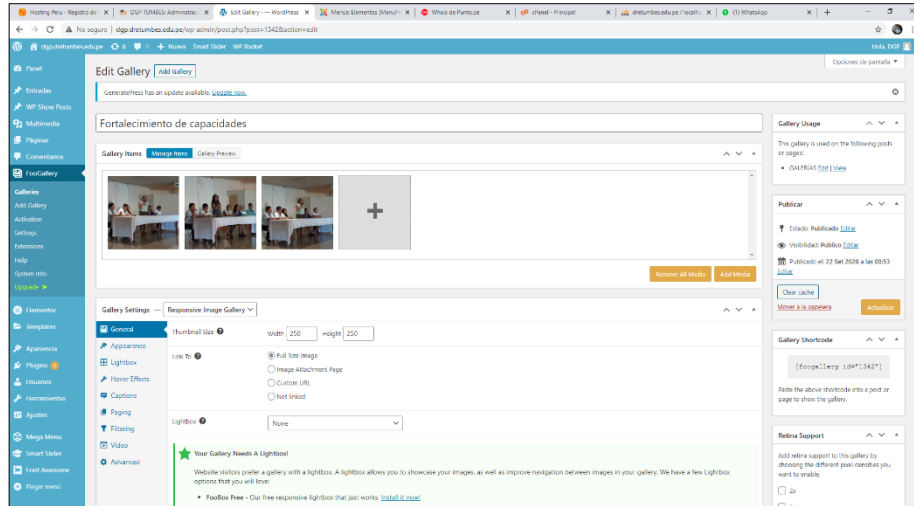 Hosting Peru - Registro de
DGP TUMBES Administrac
Edit Gallery — WordPress
Menús: Elementos (Menu
Whois de Punto.pe
cPanel - Principal
dretumbes.edu.pe / localh
(1) WhatsApp
No seguro | dgp.dretumbes.edu.pe/wp-admin/post.php?post=1342&action=edit
dgp.dretumbes.edu.pe 6 0 + Nueva Smart Slider WP Rocket
Hola, DGP
Opciones de pantalla
Panel
Entradas
WP Show Posts
Multimedia
Páginas
Comentarios
FooGallery
Galleries
Add Gallery
Activation
Settings
Extensions
Help
System Info
Upgrade ➤
Elementor
Templates
Apariencia
Plugins
Usuarios
Herramientas
Ajustes
Mega Menu
Smart Slider
Font Awesome
Plegar menú
Edit Gallery Add Gallery
GeneratePress has an update available. Update now.
Fortalecimiento de capacidades
Gallery Items Manage Items Gallery Preview
+
Remove All Media Add Media
Gallery Settings — Responsive Image Gallery
General
Appearance
Lightbox
Hover Effects
Captions
Paging
Filtering
Video
Advanced
Thumbnail Size Width 250 Height 250
Link To Full Size Image
Image Attachment Page
Custom URL
Not linked
Lightbox None
Your Gallery Needs A Lightbox!
Website visitors prefer a gallery with a lightbox. A lightbox allows you to showcase your images, as well as improve navigation between images in your gallery. We have a few Lightbox
options that you will love:
• FooBox Free - Our free responsive lightbox that just works. Install it now!
Gallery Usage
This gallery is used on the following posts
or pages:
• GALERÍAS Edit | View
Publicar
Estado: Publicado Editar
Visibilidad: Público Editar
Publicado el: 22 Set 2020 a las 00:53
Editar
Clear cache
Mover a la papelera Actualizar
Gallery Shortcode
[foogallery id="1342"]
Paste the above shortcode into a post or
page to show the gallery.
Retina Support
Add retina support to this gallery by
choosing the different pixel densities you
want to enable.
2x